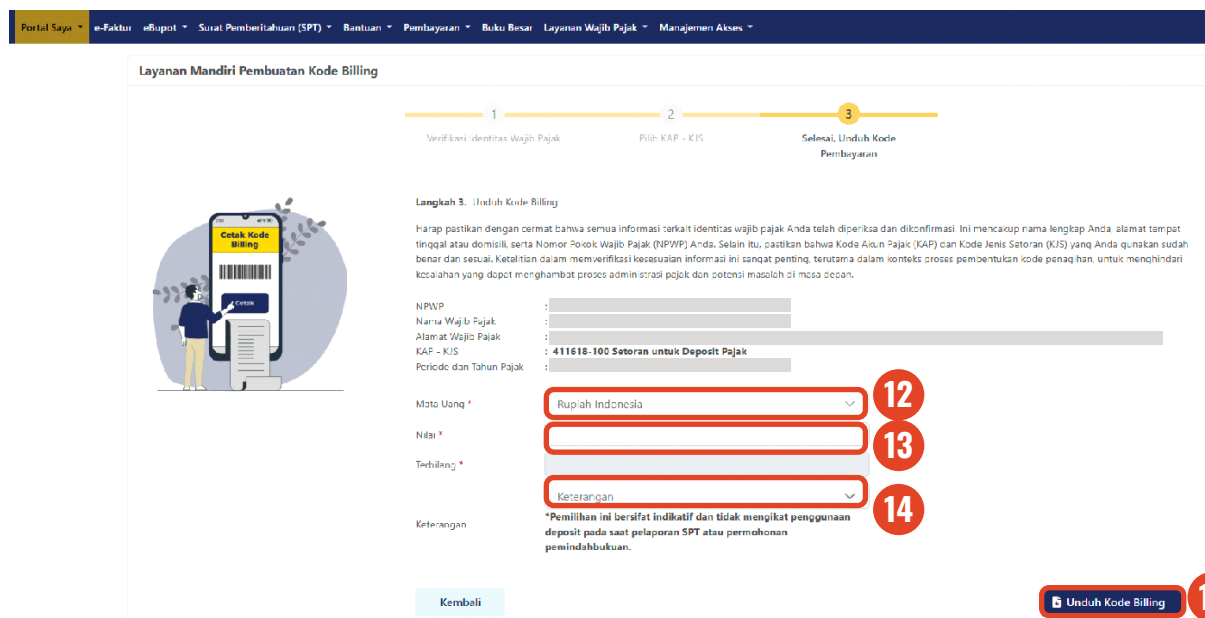 Portal Saya e-Faktur eBupot Surat Pemberitahuan (SPT) Bantuan Pembayaran Buku Besar Layanan Wajib Pajak Manajemen Akses
Layanan Mandiri Pembuatan Kode Billing
1 2 3
Verifikasi Identitas Wajib Pajak Pilih KAP - KJS Selesai, Unduh Kode
Pembayaran
Langkah 3. Unduh Kode Billing
Harap pastikan dengan cermat bahwa semua informasi terkait identitas wajib pajak Anda telah diperiksa dan dikonfirmasi. Ini mencakup nama lengkap Anda, alamat tempat
tinggal atau domisili, serta Nomor Pokok Wajib Pajak (NPWP) Anda. Selain itu, pastikan bahwa Kode Akun Pajak (KAP) dan Kode Jenis Setoran (KJS) yang Anda gunakan sudah
benar dan sesuai. Ketelitian dalam memverifikasi kesesuaian informasi ini sangat penting, terutama dalam konteks proses pembentukan kode penagihan, untuk menghindari
kesalahan yang dapat menghambat proses administrasi pajak dan potensi masalah di masa depan.
Cetak Kode
Billing
Cetak
NPWP :
Nama Wajib Pajak :
Alamat Wajib Pajak :
KAP - KJS : 411618-100 Setoran untuk Deposit Pajak
Periode dan Tahun Pajak :
Mata Uang * Rupiah Indonesia 12
Nilai * 13
Terbilang *
Keterangan 14
Keterangan
*Pemilihan ini bersifat indikatif dan tidak mengikat penggunaan
deposit pada saat pelaporan SPT atau permohonan
pemindahbukuan.
Kembali Unduh Kode Billing